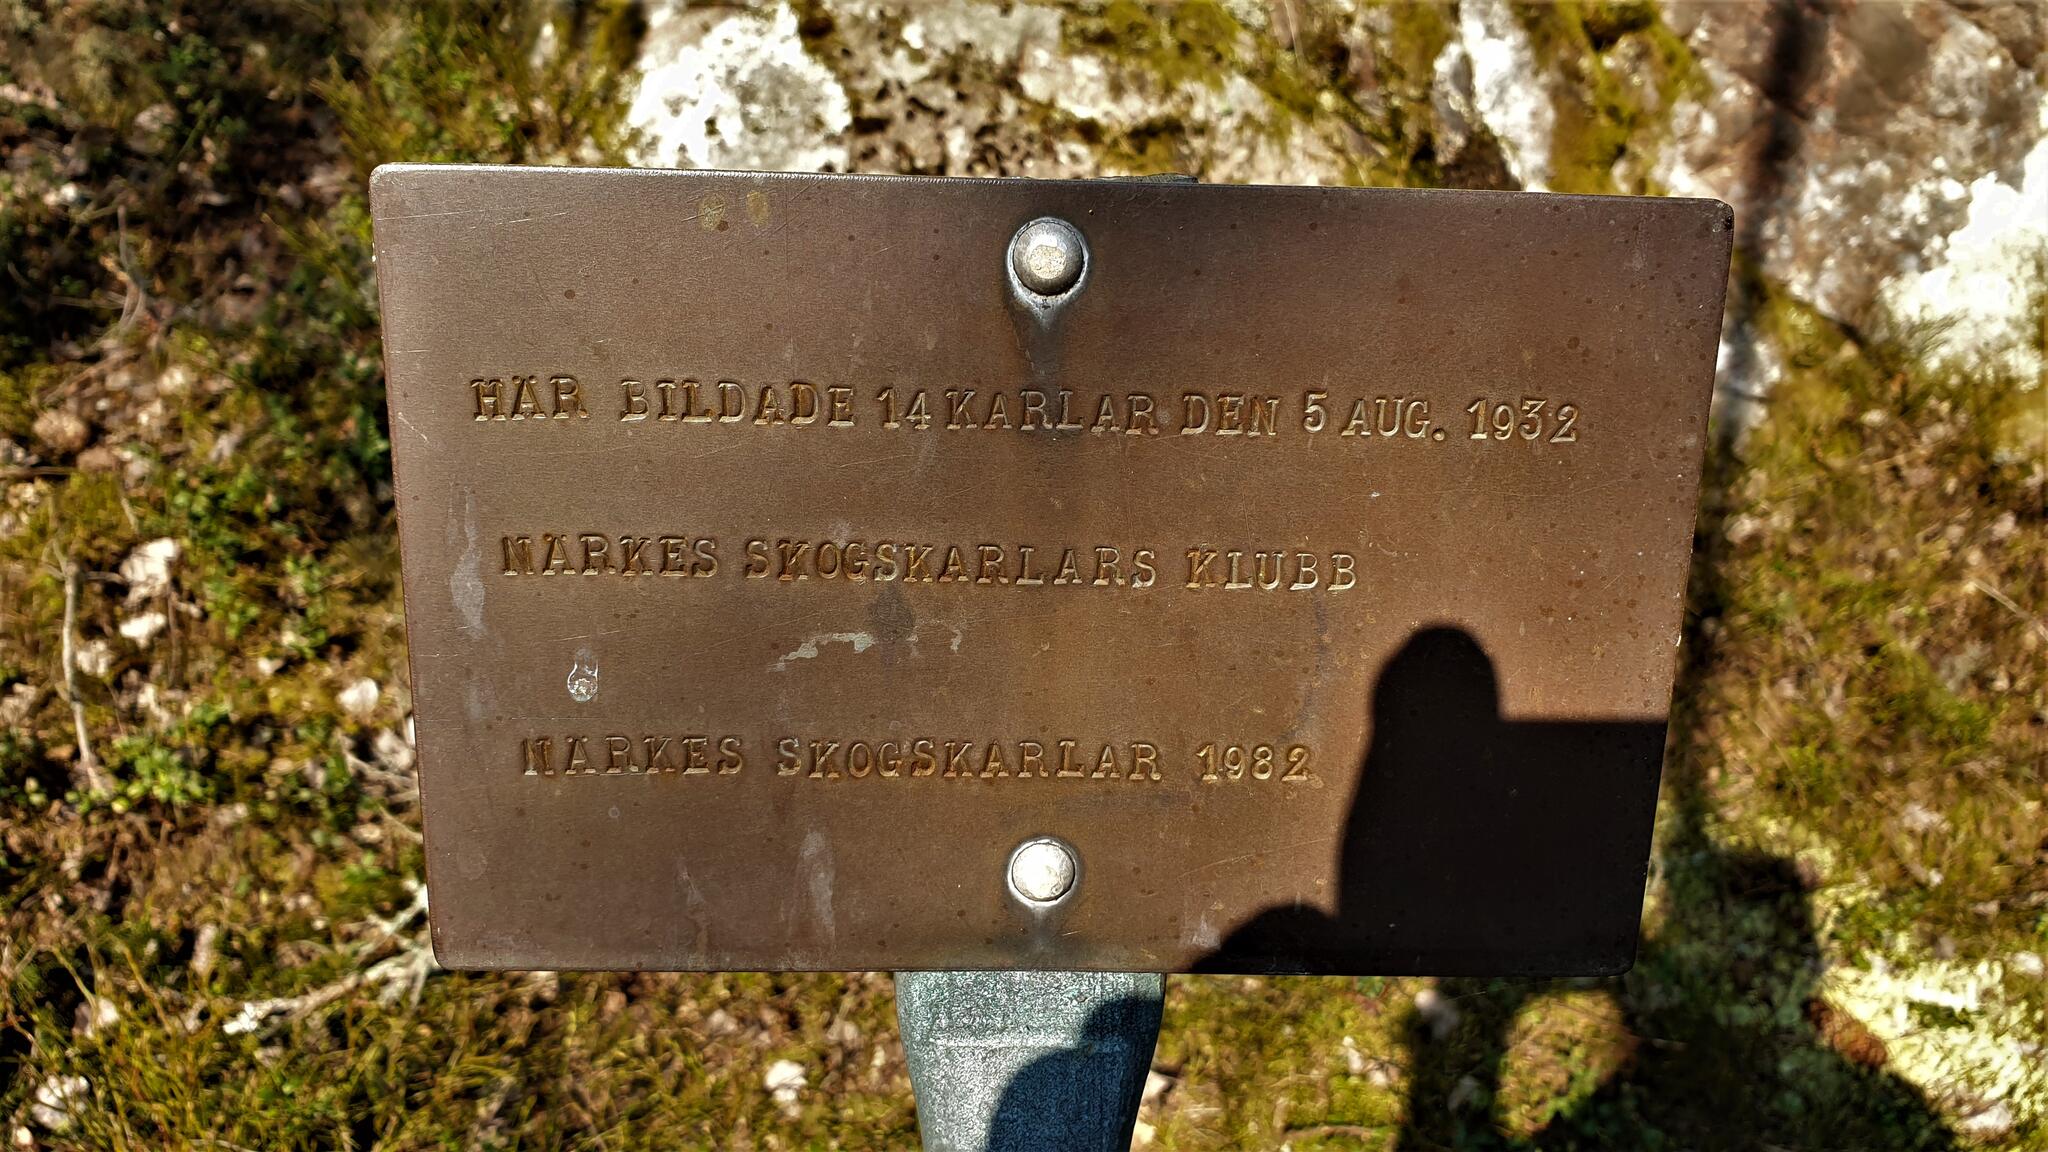 HÄR BILDADE 14 KARLAR DEN 5 AUG. 1932
NÄRKES SKOGSKARLARS KLUBB
NÄRKES SKOGSKARLAR 1982